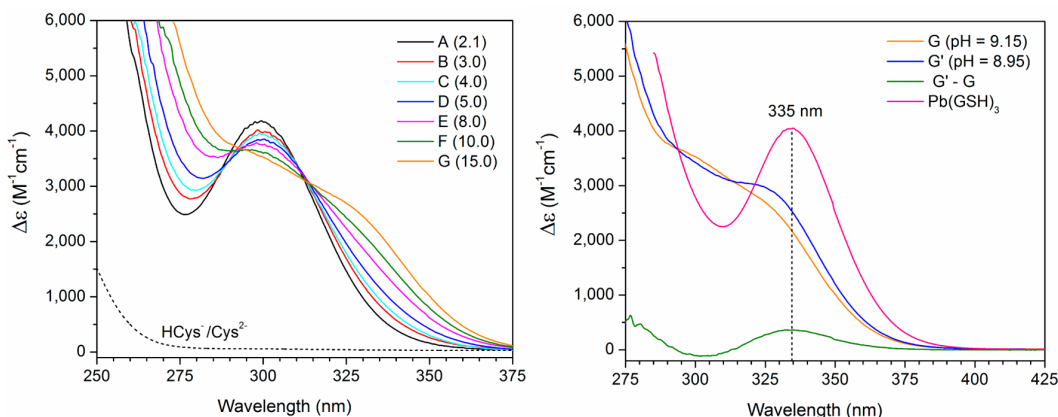 6,000
5,000
4,000
3,000
2,000
1,000
0
Δε (M⁻¹cm⁻¹)
A (2.1)
B (3.0)
C (4.0)
D (5.0)
E (8.0)
F (10.0)
G (15.0)
HCys⁻/Cys²⁻
250 275 300 325 350 375
Wavelength (nm)
6,000
5,000
4,000
3,000
2,000
1,000
0
Δε (M⁻¹cm⁻¹)
G (pH = 9.15)
G' (pH = 8.95)
G' - G
Pb(GSH)₃
335 nm
275 300 325 350 375 400 425
Wavelength (nm)